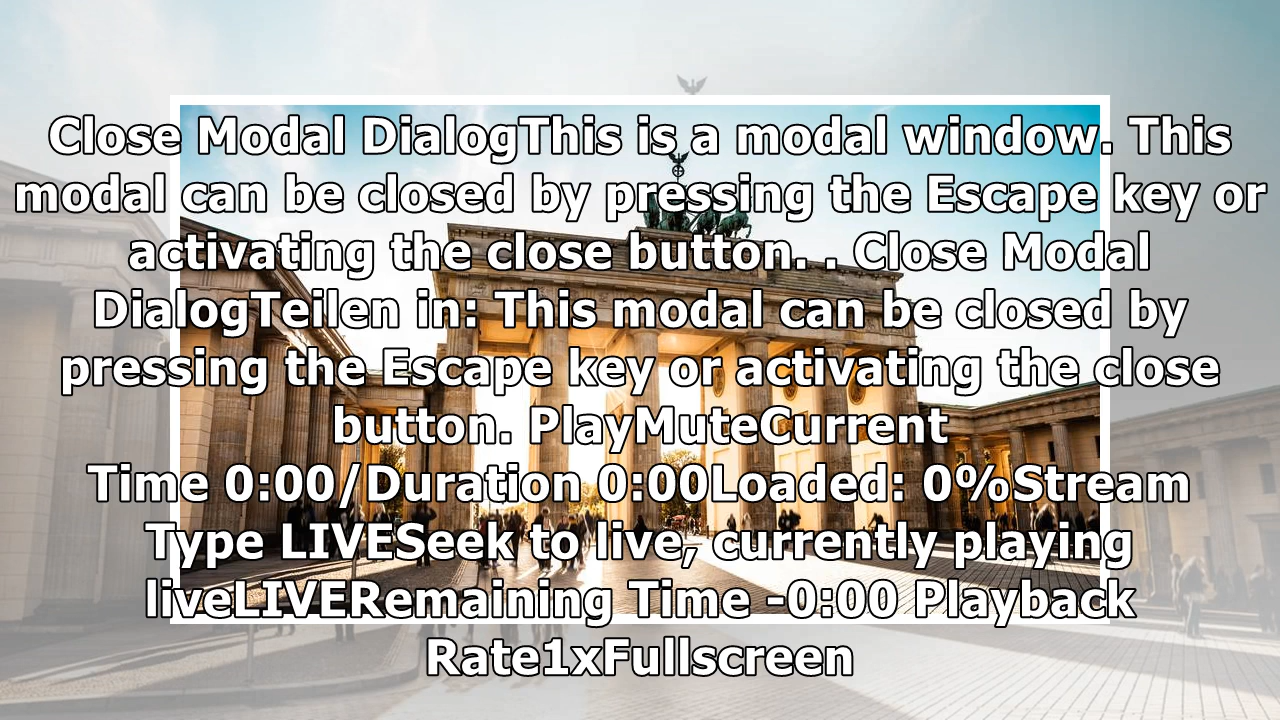 Close Modal DialogThis is a modal window. This
modal can be closed by pressing the Escape key or
activating the close button. . Close Modal
DialogTeilen in: This modal can be closed by
pressing the Escape key or activating the close
button. PlayMuteCurrent
Time 0:00/Duration 0:00Loaded: 0%Stream
Type LIVESeek to live, currently playing
liveLIVERemaining Time -0:00 Playback
Rate1xFullscreen